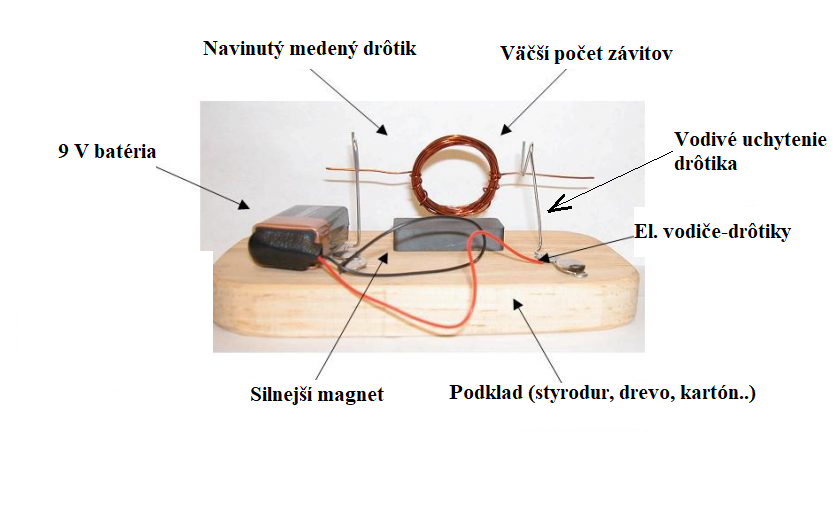 Navinutý medený drôtik
Väčší počet závitov
9 V batéria
Vodivé uchytenie
drôtika
El. vodiče-drôtiky
Silnejší magnet
Podklad (styrodur, drevo, kartón..)